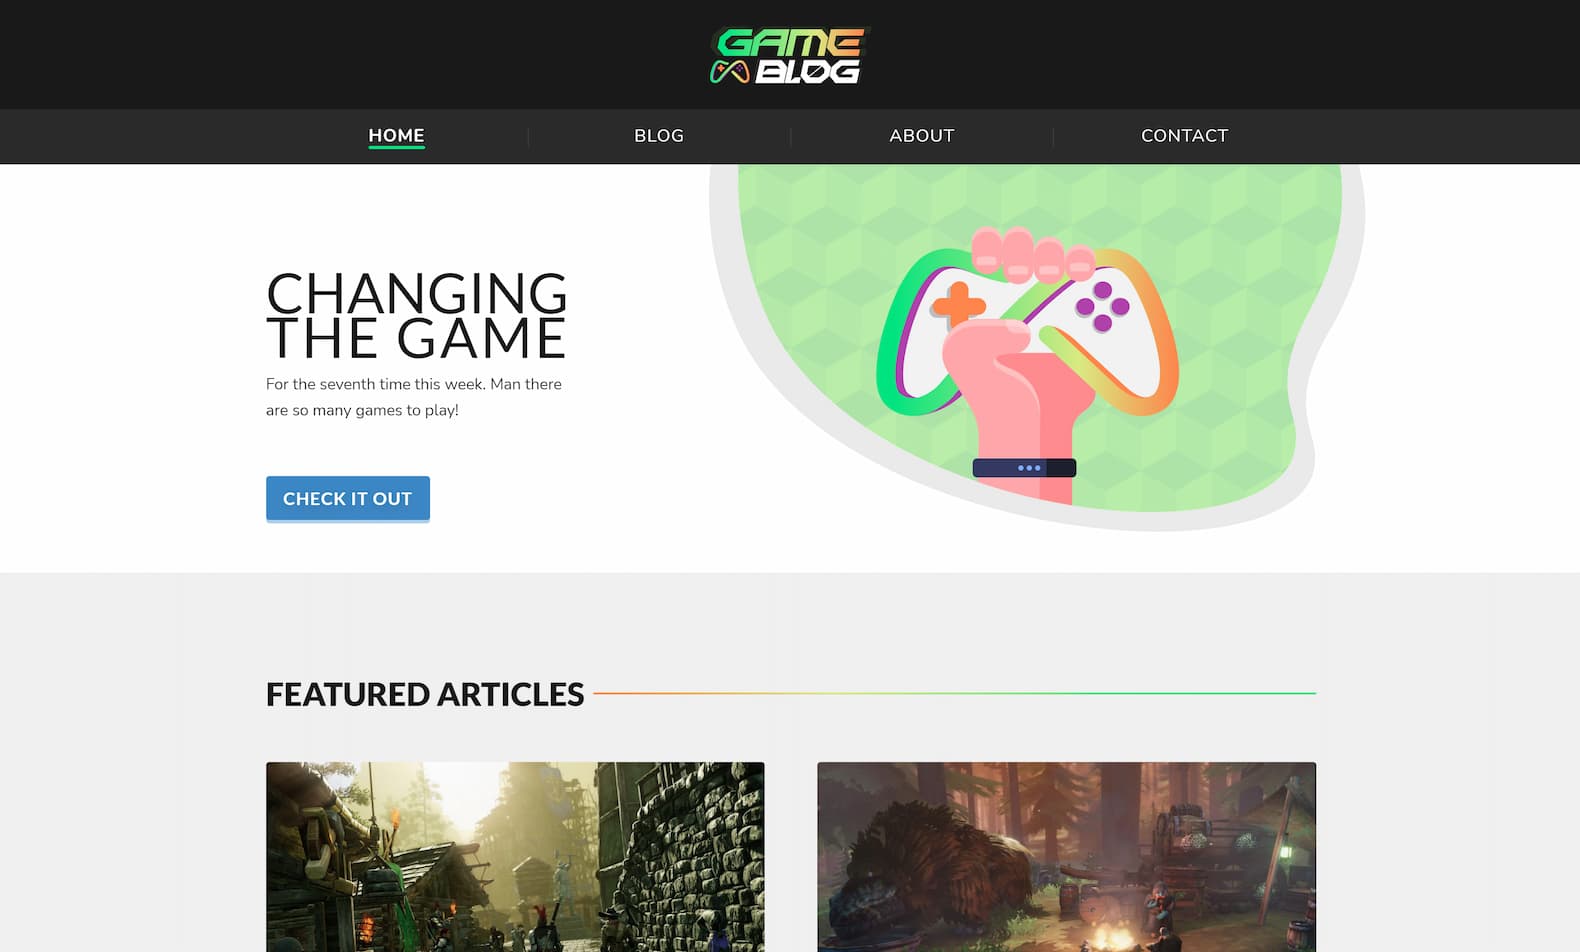 GAME
BLOG
HOME
BLOG
ABOUT
CONTACT
CHANGING
THE GAME
For the seventh time this week. Man there
are so many games to play!
CHECK IT OUT
FEATURED ARTICLES